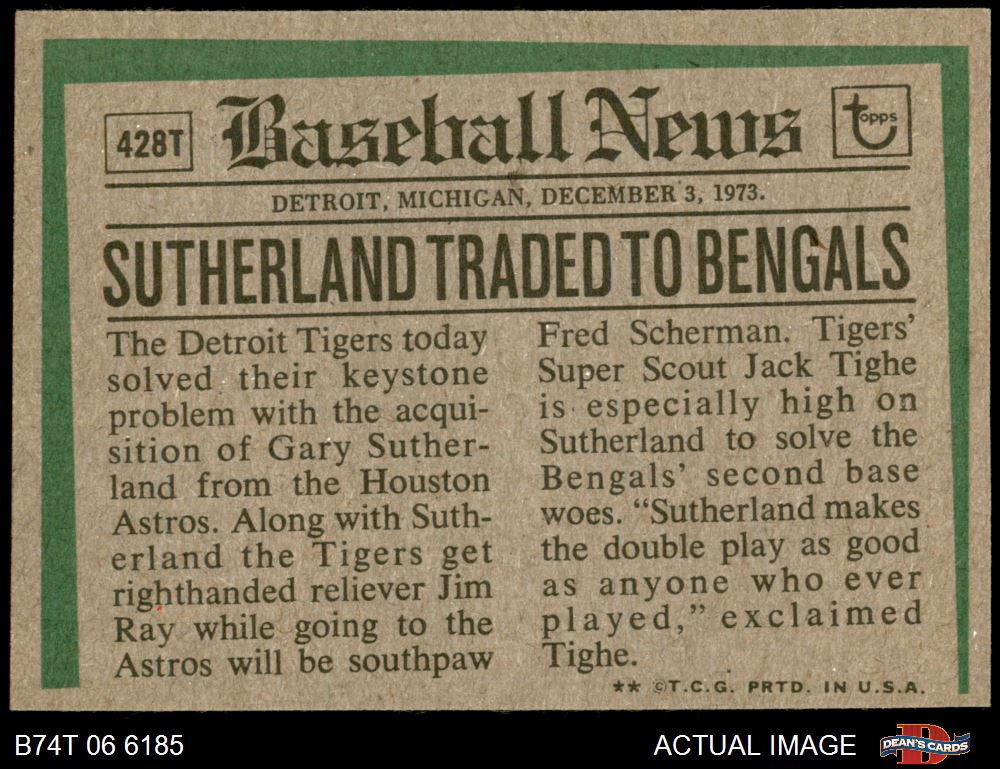 428T
Baseball News
topps
DETROIT, MICHIGAN, DECEMBER 3, 1973.
SUTHERLAND TRADED TO BENGALS
The Detroit Tigers today
solved their keystone
problem with the acqui-
sition of Gary Suther-
land from the Houston
Astros. Along with Suth-
erland the Tigers get
righthanded reliever Jim
Ray while going to the
Astros will be southpaw
Fred Scherman. Tigers’
Super Scout Jack Tighe
is especially high on
Sutherland to solve the
Bengals’ second base
woes. “Sutherland makes
the double play as good
as anyone who ever
played,” exclaimed
Tighe.
** ©T.C.G. PRTD. IN U.S.A.
B74T 06 6185
ACTUAL IMAGE
DEAN'S CARDS